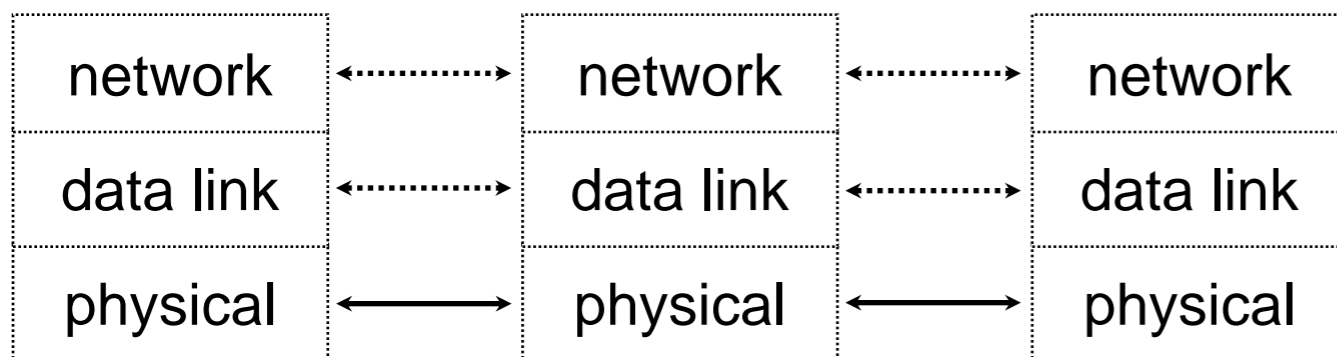 network network network
data link data link data link
physical physical physical